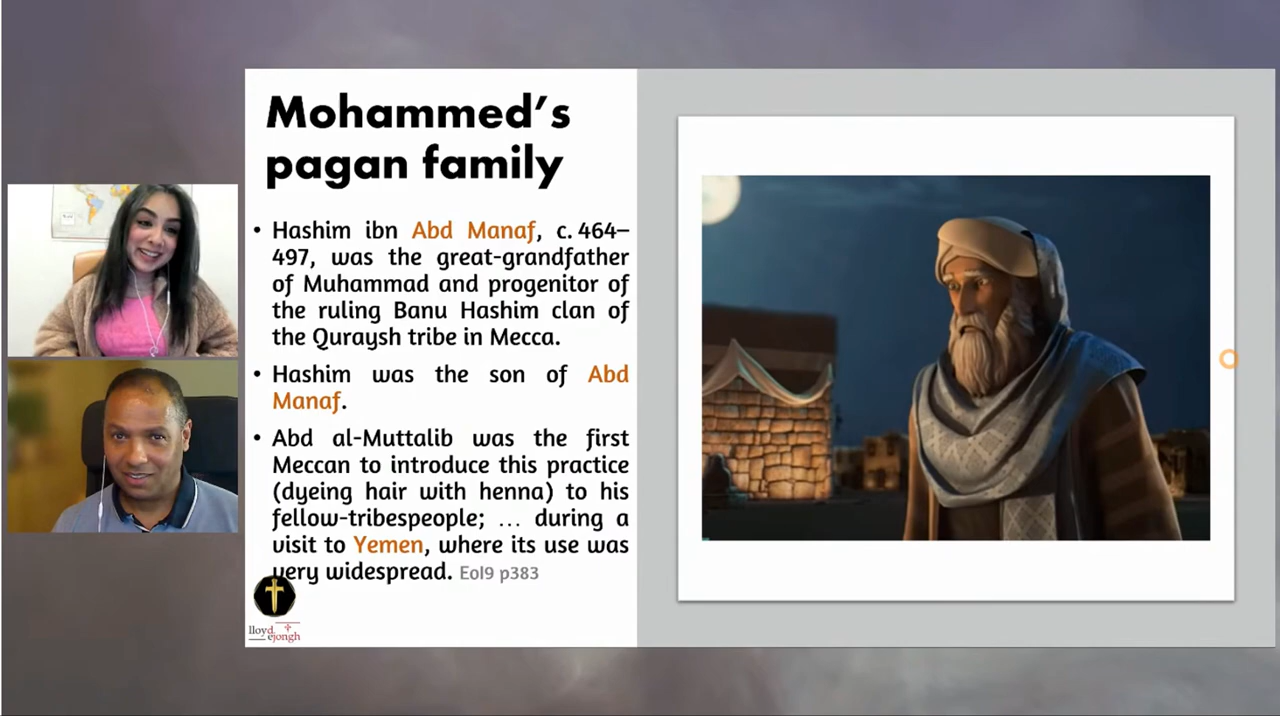 Mohammed’s
pagan family
• Hashim ibn Abd Manaf, c. 464–
497, was the great-grandfather
of Muhammad and progenitor of
the ruling Banu Hashim clan of
the Quraysh tribe in Mecca.
• Hashim was the son of Abd
Manaf.
• Abd al-Muttalib was the first
Meccan to introduce this practice
(dyeing hair with henna) to his
fellow-tribespeople; … during a
visit to Yemen, where its use was
very widespread. EoI9 p383
lloyd
ejongh